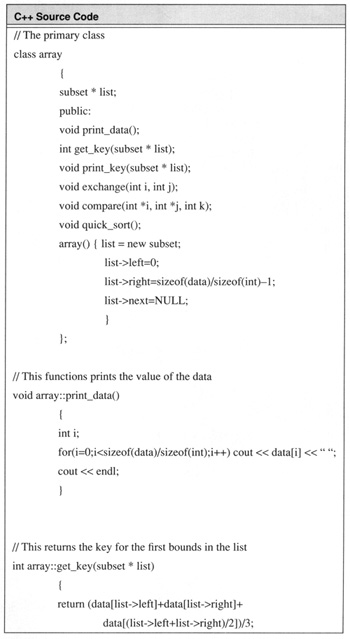 C++ Source Code
// The primary class
class array
{
subset * list;
public:
void print_data();
int get_key(subset * list);
void print_key(subset * list);
void exchange(int i, int j);
void compare(int *i, int *j, int k);
void quick_sort();
array() { list = new subset;
list->left=0;
list->right=sizeof(data)/sizeof(int)–1;
list->next=NULL;
}
};
// This functions prints the value of the data
void array::print_data()
{
int i;
for(i=0;i<sizeof(data)/sizeof(int);i++) cout << data[i] << “ “;
cout << endl;
}
// This returns the key for the first bounds in the list
int array::get_key(subset * list)
{
return (data[list->left]+data[list->right]+
data[(list->left+list->right)/2])/3;